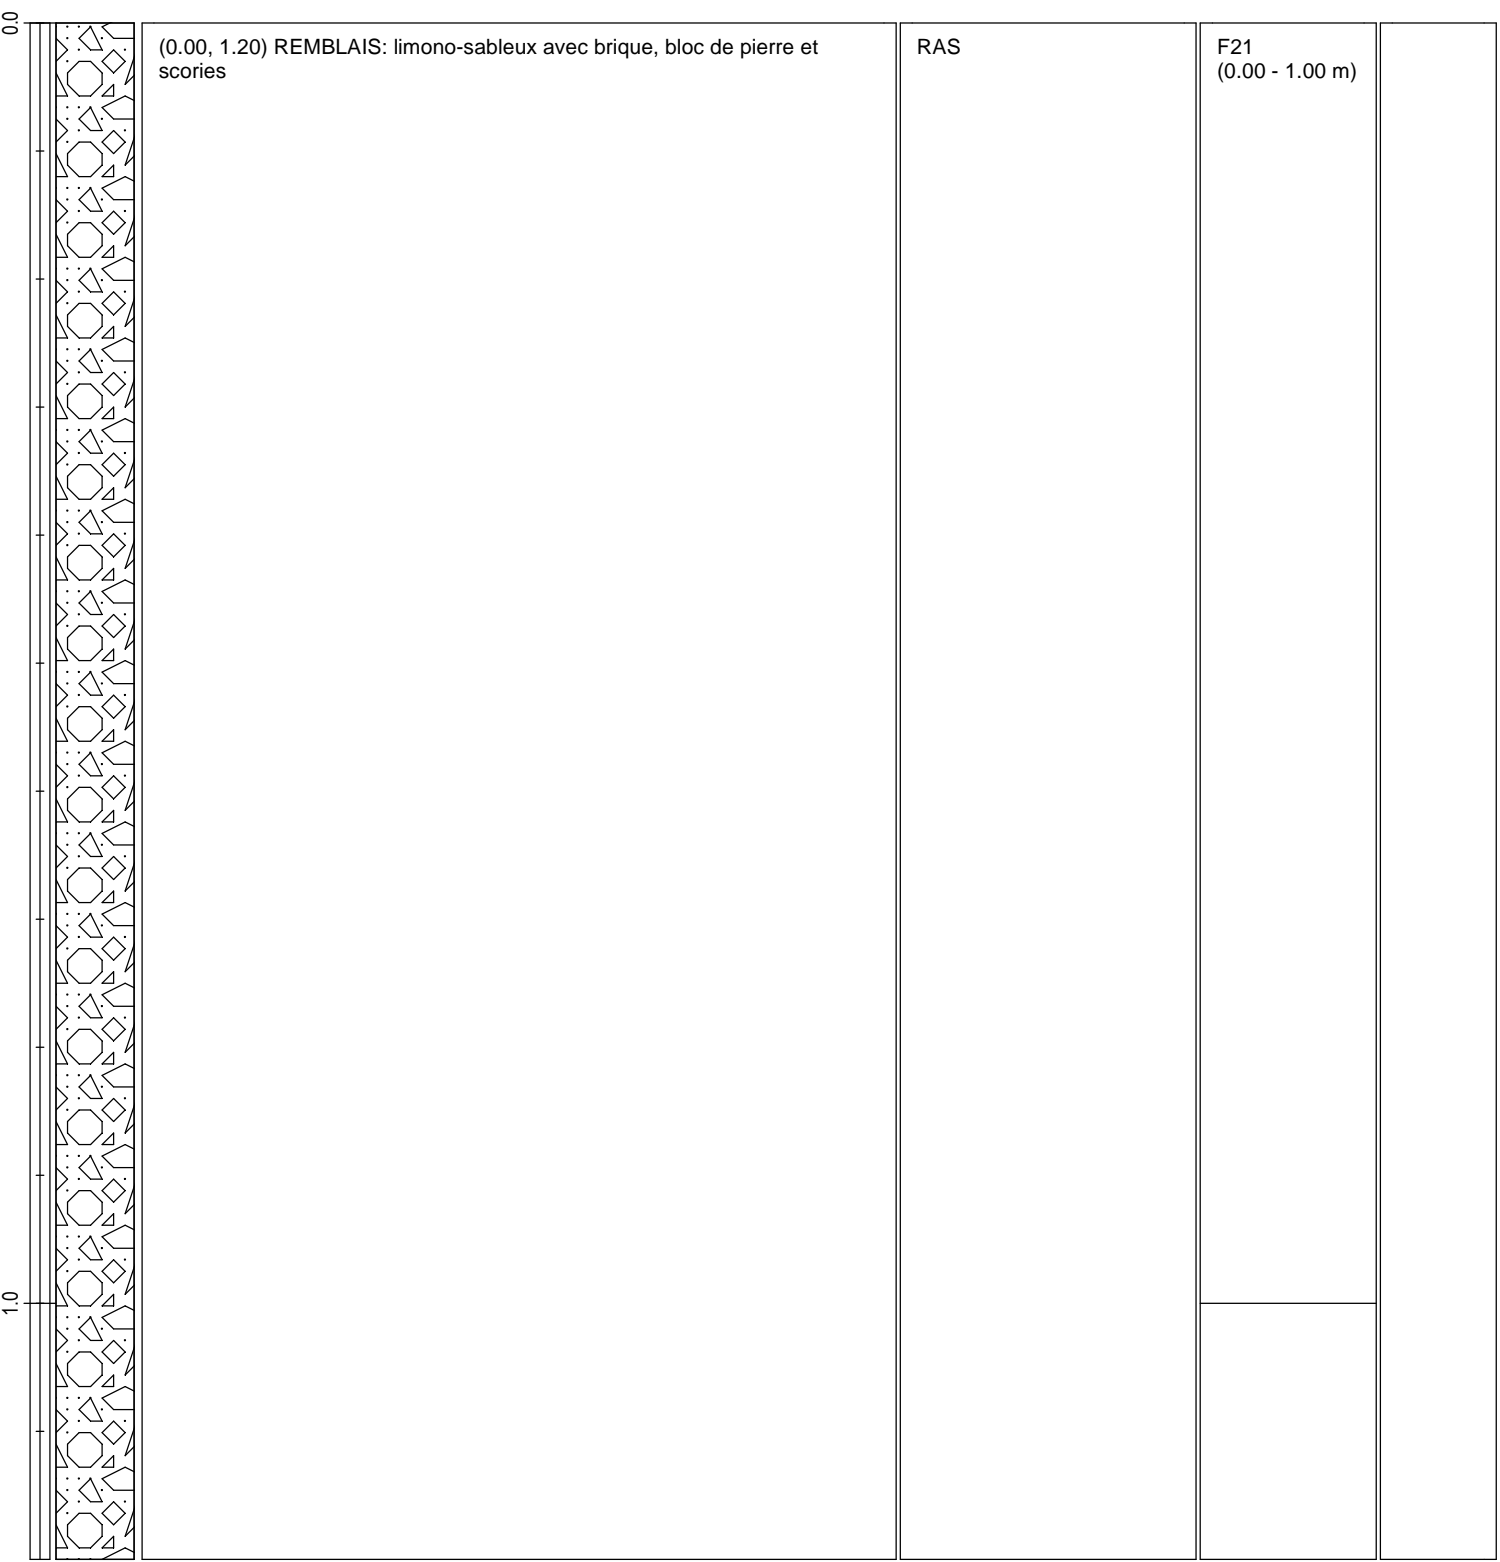 0.0
(0.00, 1.20) REMBLAIS: limono-sableux avec brique, bloc de pierre et
scories
RAS
F21
(0.00 - 1.00 m)
1.0